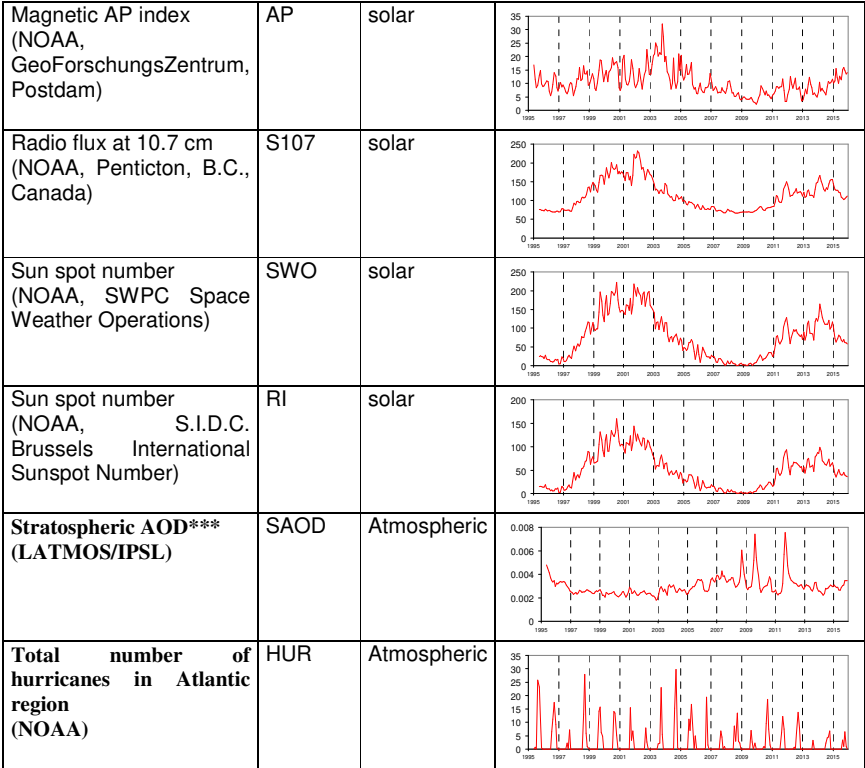 Magnetic AP index
(NOAA,
GeoForschungsZentrum,
Postdam)
AP
solar
35
30
25
20
15
10
5
0
1995 1997 1999 2001 2003 2005 2007 2009 2011 2013 2015
Radio flux at 10.7 cm
(NOAA, Penticton, B.C.,
Canada)
S107
solar
250
200
150
100
50
0
1995 1997 1999 2001 2003 2005 2007 2009 2011 2013 2015
Sun spot number
(NOAA, SWPC Space
Weather Operations)
SWO
solar
250
200
150
100
50
0
1995 1997 1999 2001 2003 2005 2007 2009 2011 2013 2015
Sun spot number
(NOAA, S.I.D.C.
Brussels International
Sunspot Number)
RI
solar
200
150
100
50
0
1995 1997 1999 2001 2003 2005 2007 2009 2011 2013 2015
Stratospheric AOD***
(LATMOS/IPSL)
SAOD
Atmospheric
0.008
0.006
0.004
0.002
0
1995 1997 1999 2001 2003 2005 2007 2009 2011 2013 2015
Total number of
hurricanes in Atlantic
region
(NOAA)
HUR
Atmospheric
35
30
25
20
15
10
5
0
1995 1997 1999 2001 2003 2005 2007 2009 2011 2013 2015